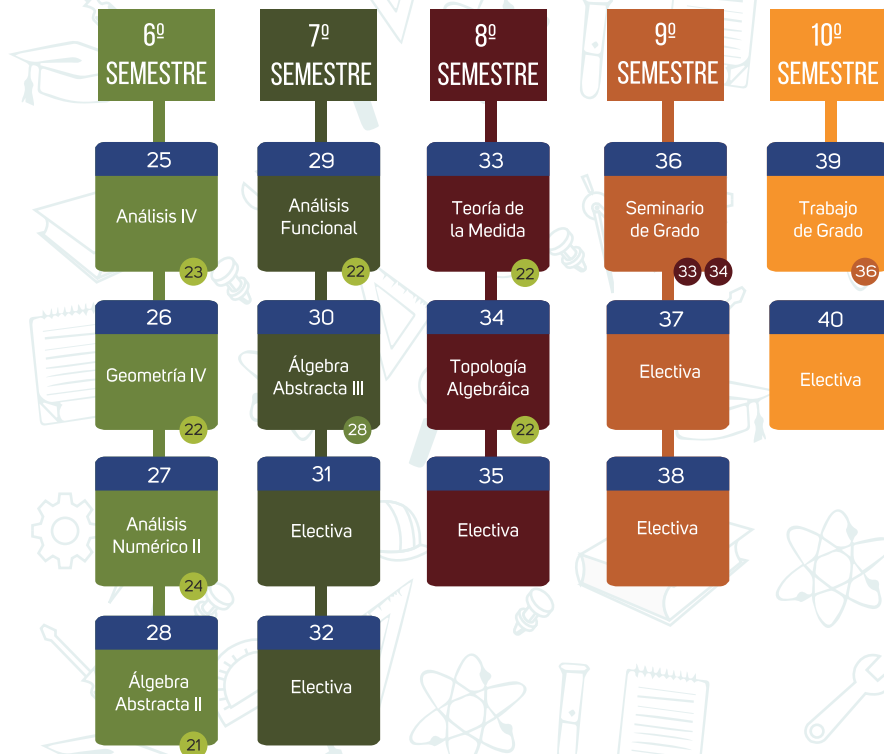 6º
SEMESTRE
25
Análisis IV
23
26
Geometría IV
22
27
Análisis
Numérico II
24
28
Álgebra
Abstracta II
21
7º
SEMESTRE
29
Análisis
Funcional
22
30
Álgebra
Abstracta III
28
31
Electiva
32
Electiva
8º
SEMESTRE
33
Teoría de
la Medida
22
34
Topología
Algebráica
22
35
Electiva
9º
SEMESTRE
36
Seminario
de Grado
33 34
37
Electiva
38
Electiva
10º
SEMESTRE
39
Trabajo
de Grado
36
40
Electiva